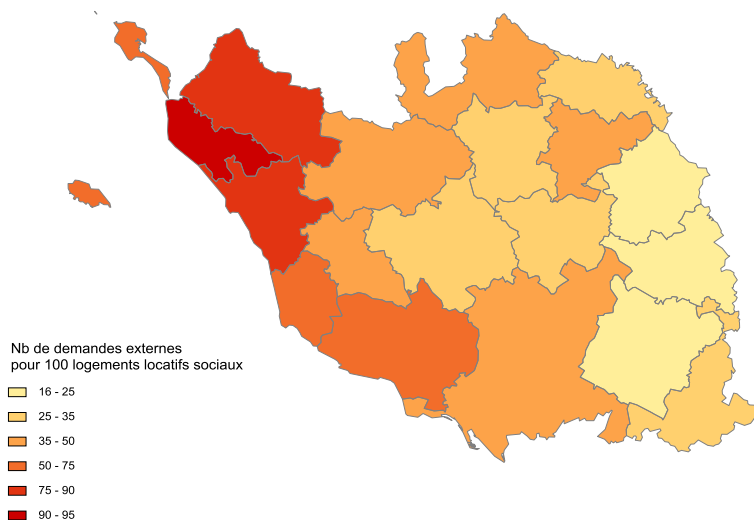 Nb de demandes externes
pour 100 logements locatifs sociaux
16 - 25
25 - 35
35 - 50
50 - 75
75 - 90
90 - 95